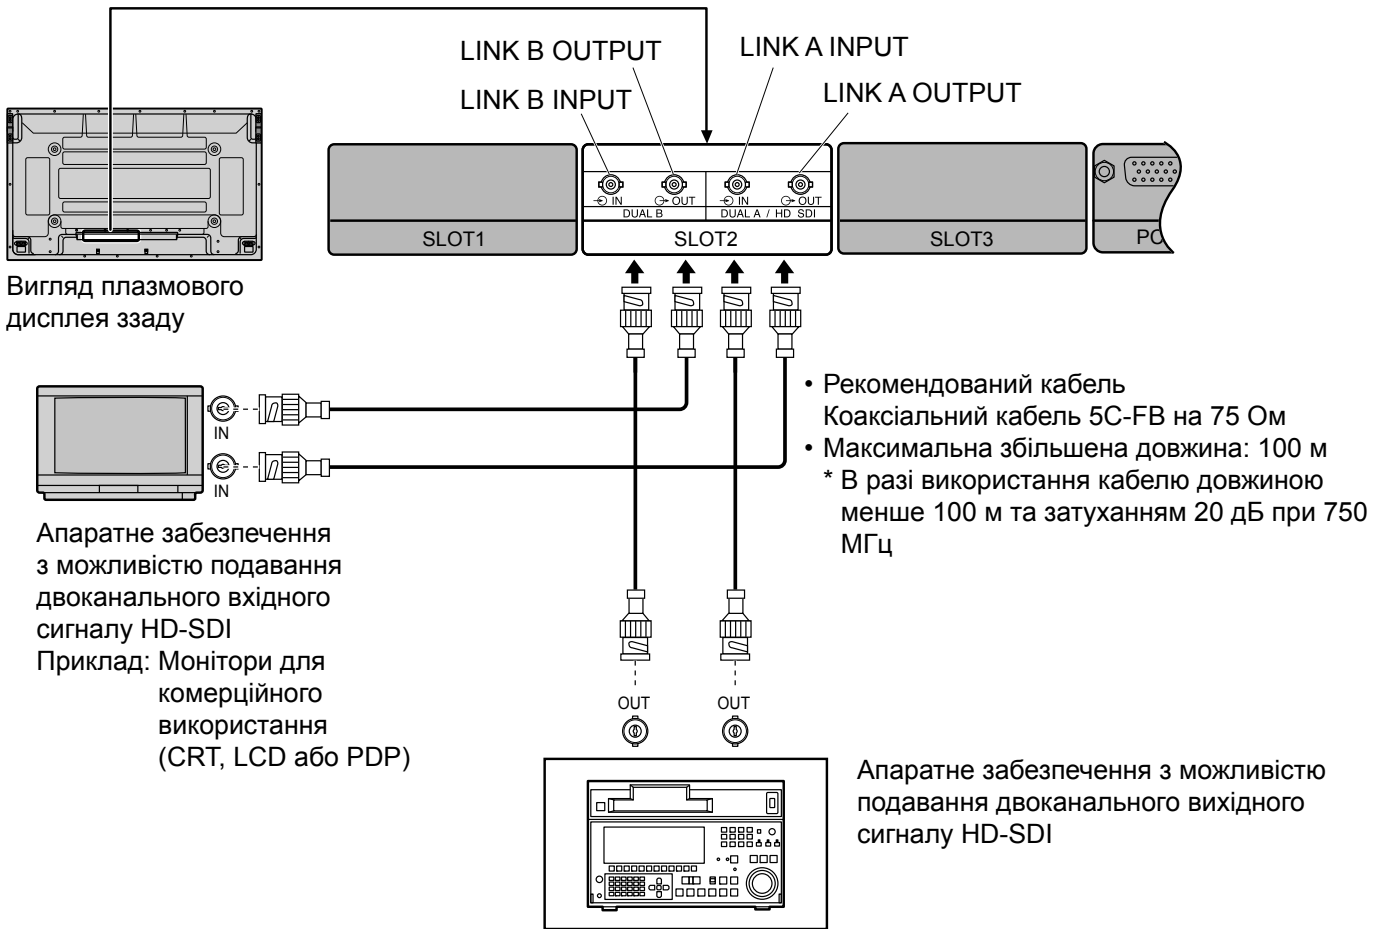 LINK B OUTPUT
LINK A INPUT
LINK B INPUT
LINK A OUTPUT
IN
OUT
IN
OUT
DUAL B
DUAL A / HD SDI
SLOT1
SLOT2
SLOT3
PC
Вигляд плазмового
дисплея ззаду
IN
IN
• Рекомендований кабель
Коаксіальний кабель 5C-FB на 75 Ом
• Максимальна збільшена довжина: 100 м
* В разі використання кабелю довжиною
менше 100 м та затуханням 20 дБ при 750
МГц
Апаратне забезпечення
з можливістю подавання
двоканального вхідного
сигналу HD-SDI
Приклад: Монітори для
комерційного
використання
(CRT, LCD або PDP)
OUT
OUT
Апаратне забезпечення з можливістю
подавання двоканального вихідного
сигналу HD-SDI